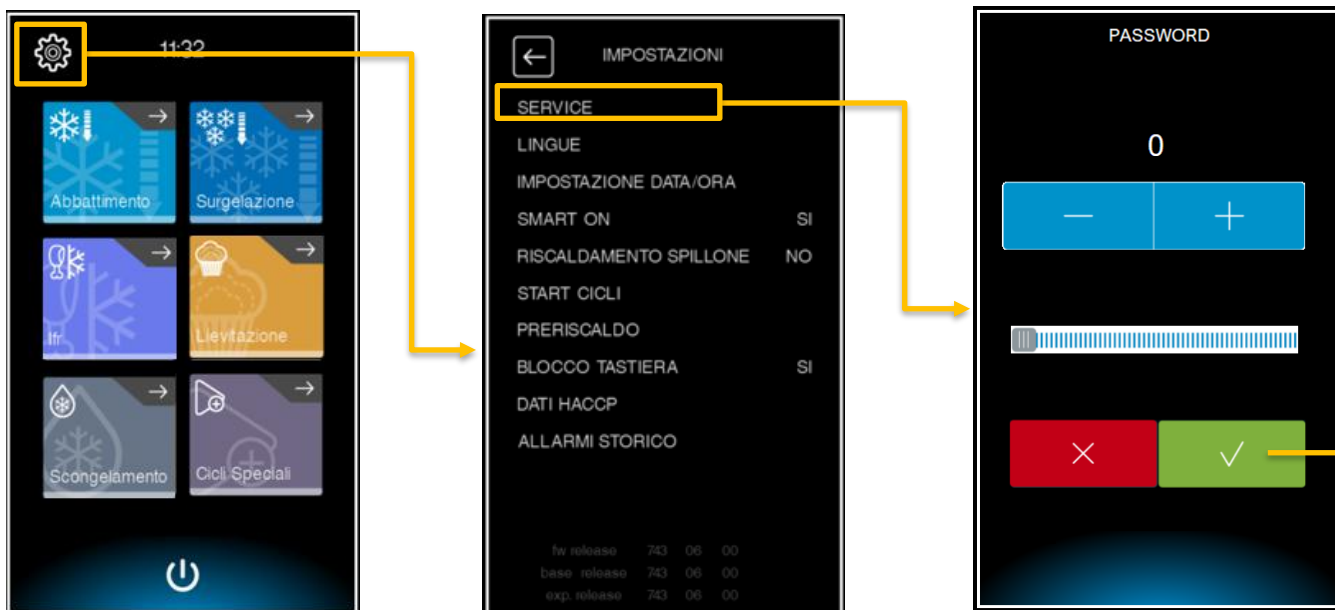 11:32
Abbattimento
Surgelazione
Ifr
Lievitazione
Scongelamento
Cicli Speciali
IMPOSTAZIONI
SERVICE
LINGUE
IMPOSTAZIONE DATA/ORA
SMART ON SI
RISCALDAMENTO SPILLONE NO
START CICLI
PRERISCALDO
BLOCCO TASTIERA SI
DATI HACCP
ALLARMI STORICO
fw release 743 06 00
base release 743 06 00
exp. release 743 06 00
PASSWORD
0